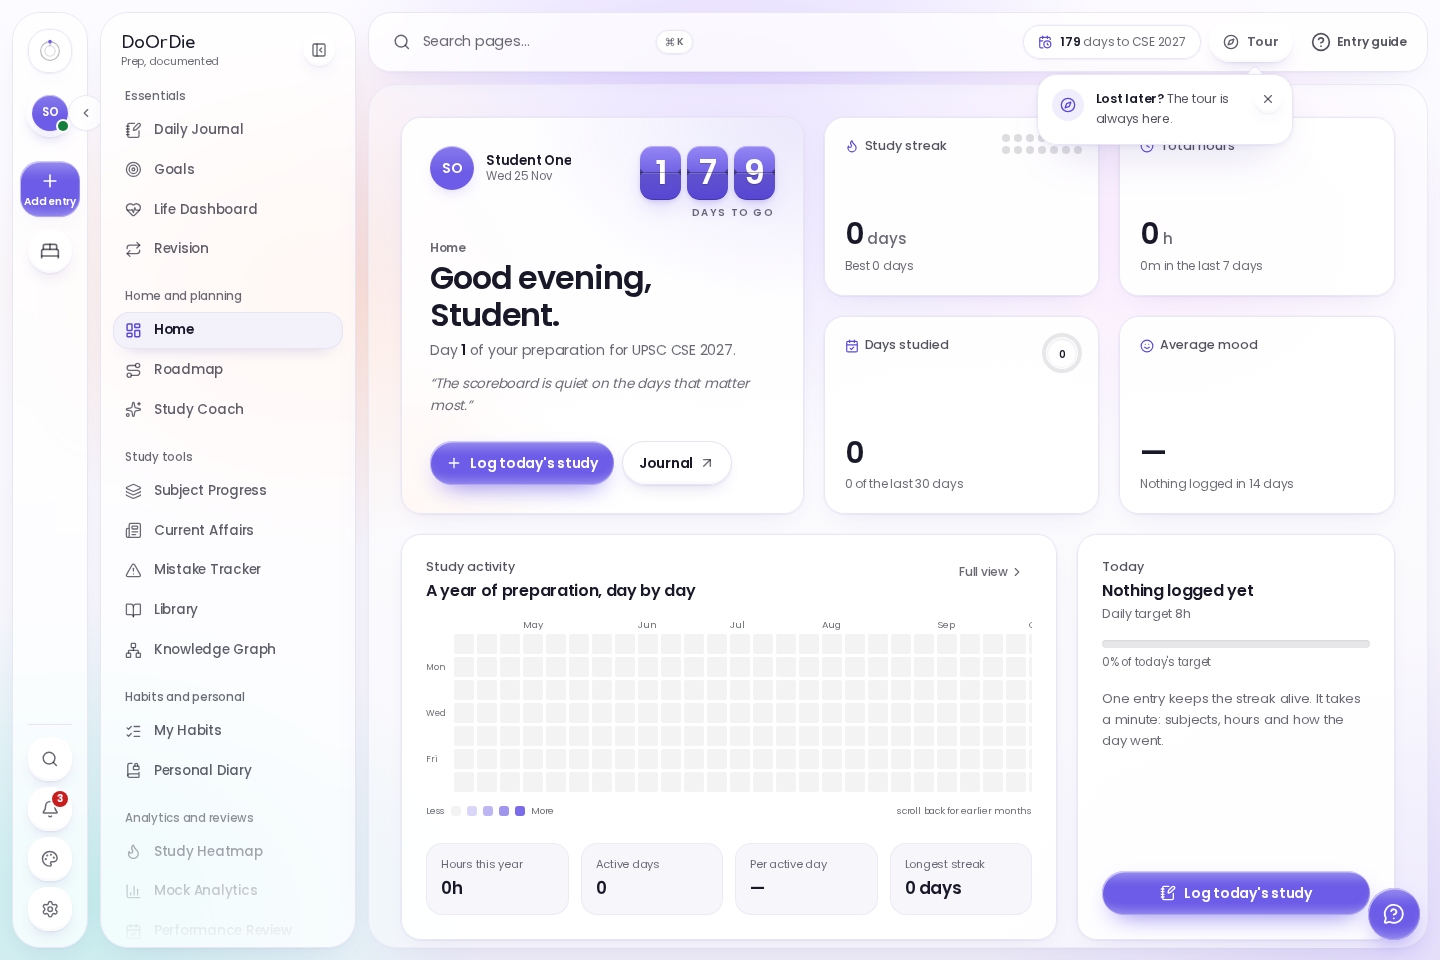 SO
Add entry
3
DoOrDie
Prep, documented
Essentials
Daily Journal
Goals
Life Dashboard
Revision
Home and planning
Home
Roadmap
Study Coach
Study tools
Subject Progress
Current Affairs
Mistake Tracker
Library
Knowledge Graph
Habits and personal
My Habits
Personal Diary
Analytics and reviews
Study Heatmap
Mock Analytics
Performance Review
Search pages...
⌘ K
179 days to CSE 2027
Tour
Entry guide
Lost later? The tour is
always here.
SO
Student One
Wed 25 Nov
1 7 9
DAYS TO GO
Home
Good evening,
Student.
Day 1 of your preparation for UPSC CSE 2027.
“The scoreboard is quiet on the days that matter
most.”
Log today's study
Journal
Study streak
0 days
Best 0 days
Total hours
0 h
0m in the last 7 days
Days studied
0
0
0 of the last 30 days
Average mood
—
Nothing logged in 14 days
Study activity
A year of preparation, day by day
Full view
May Jun Jul Aug Sep
Mon
Wed
Fri
Less
More
scroll back for earlier months
Hours this year
0h
Active days
0
Per active day
—
Longest streak
0 days
Today
Nothing logged yet
Daily target 8h
0% of today's target
One entry keeps the streak alive. It takes
a minute: subjects, hours and how the
day went.
Log today's study